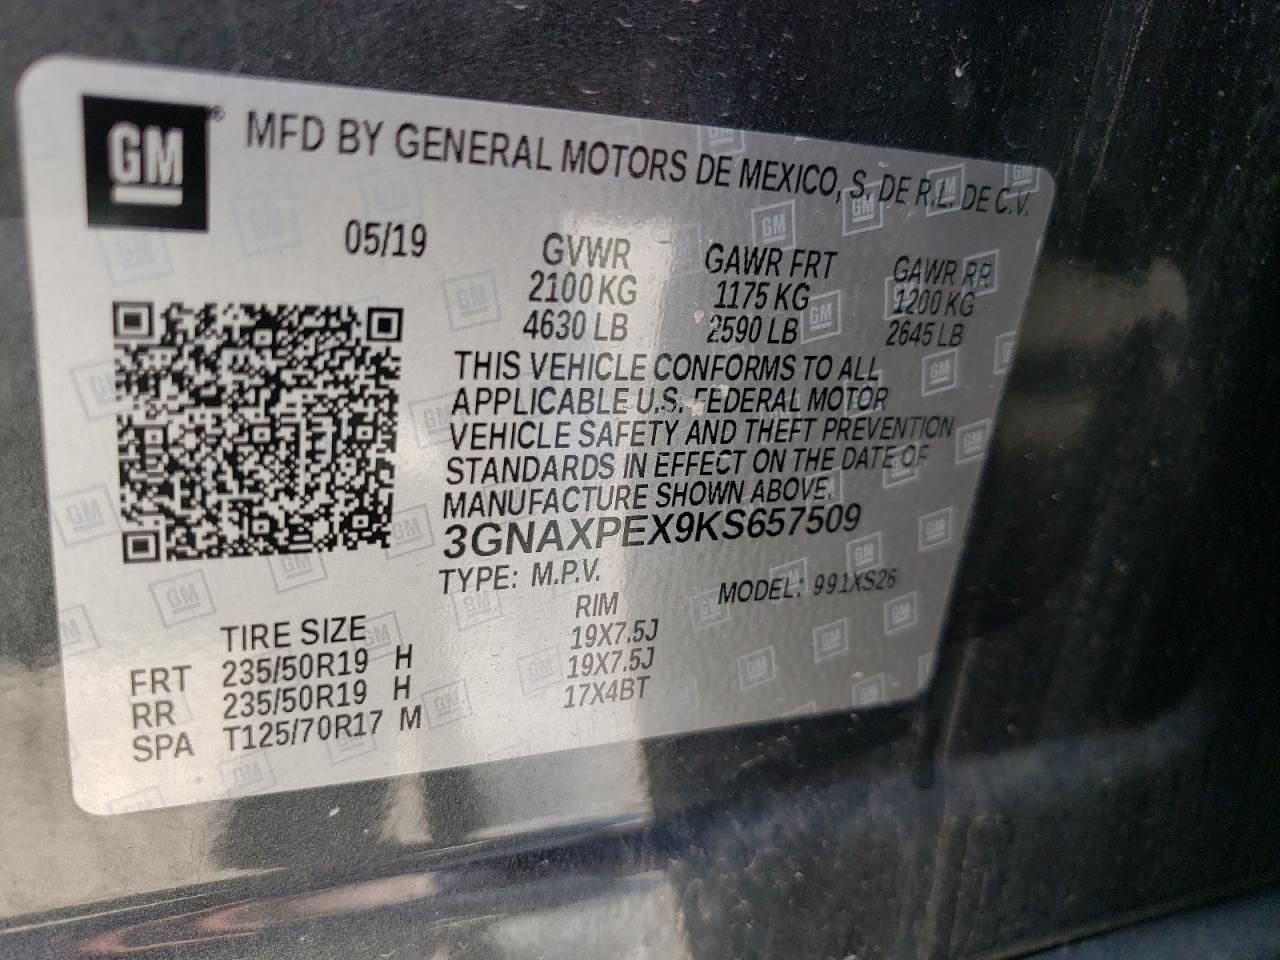 GM® MFD BY GENERAL MOTORS DE MEXICO, S. DE R.L. DE C.V.
05/19 GVWR GAWR FRT GAWR RR
2100 KG 1175 KG 1200 KG
4630 LB 2590 LB 2645 LB
THIS VEHICLE CONFORMS TO ALL
APPLICABLE U.S. FEDERAL MOTOR
VEHICLE SAFETY AND THEFT PREVENTION
STANDARDS IN EFFECT ON THE DATE OF
MANUFACTURE SHOWN ABOVE.
3GNAXPEX9KS657509
TYPE: M.P.V. MODEL: 991XS26
TIRE SIZE RIM
FRT 235/50R19 H 19X7.5J
RR 235/50R19 H 19X7.5J
SPA T125/70R17 M 17X4BT